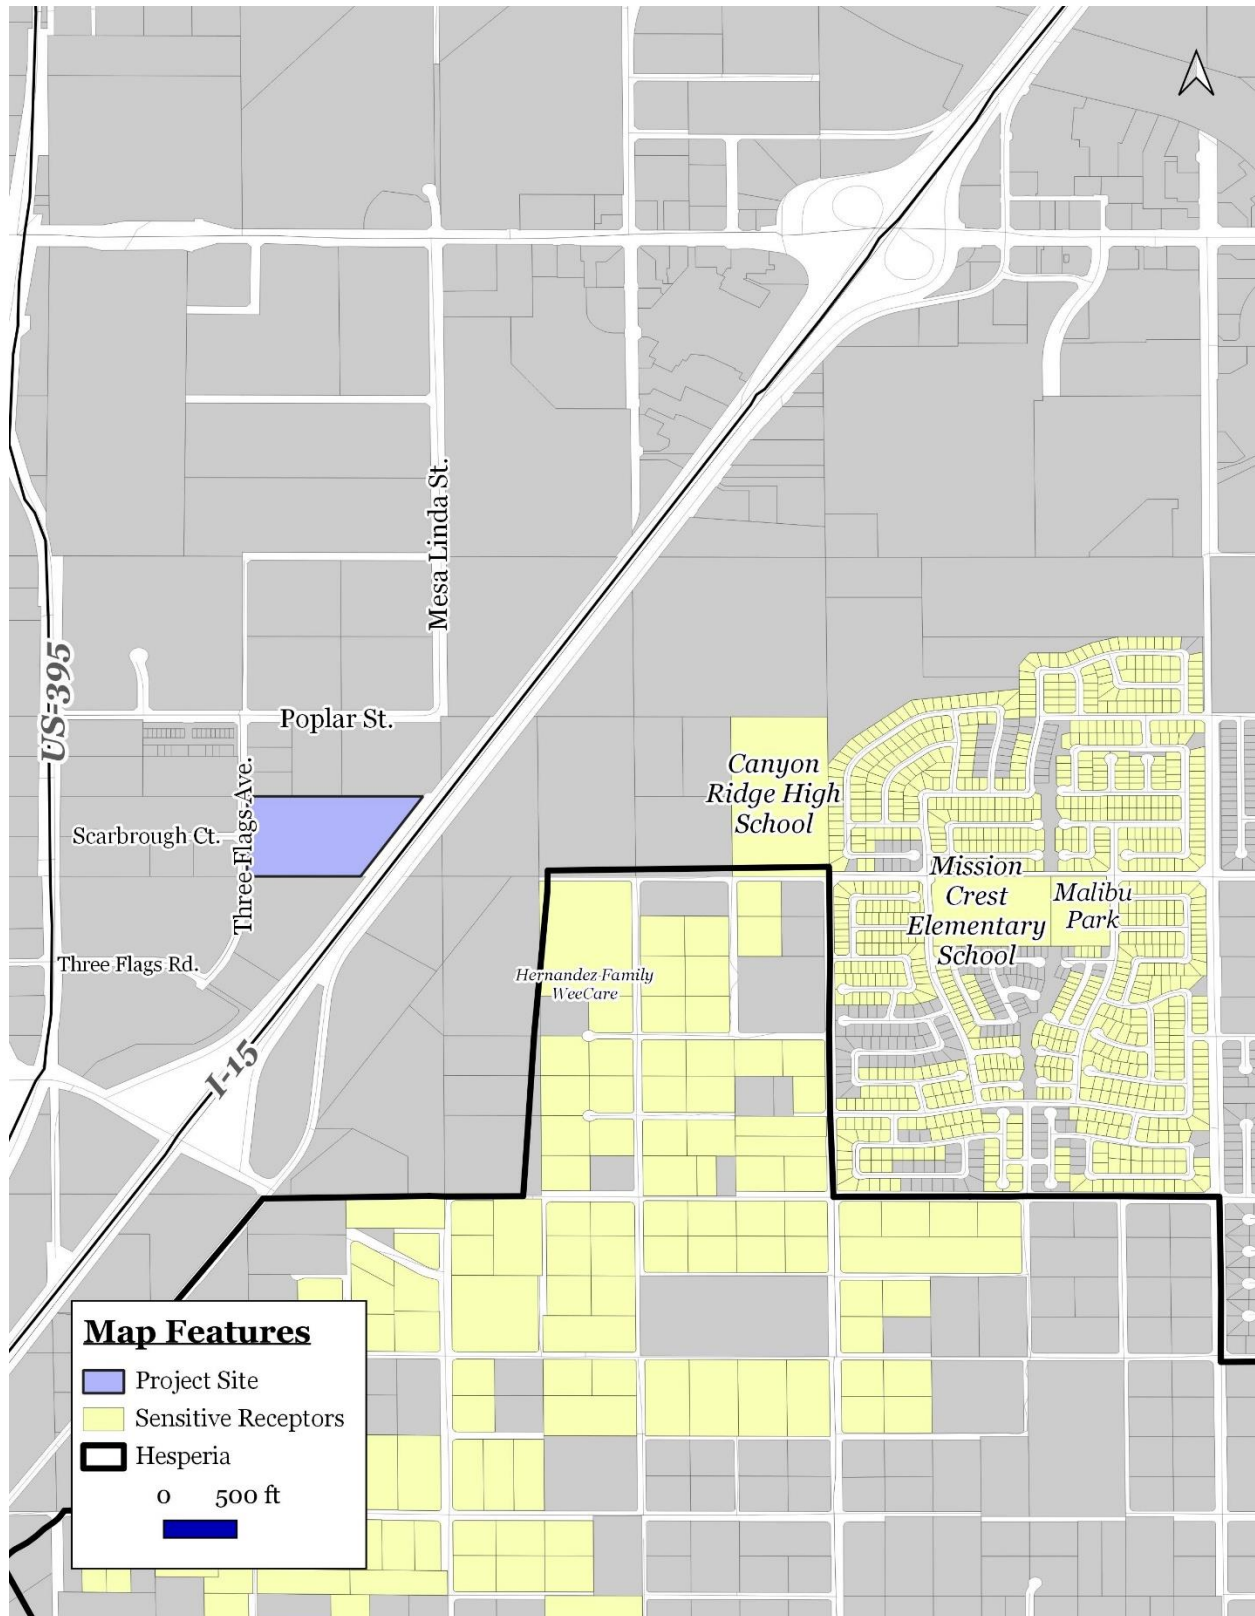 Mesa Linda St.
US-395
Poplar St.
Three Flags Ave.
Scarbrough Ct.
Three Flags Rd.
I-15
Canyon
Ridge High
School
Mission
Crest
Elementary
School
Malibu
Park
Hernandez Family
WeeCare
Map Features
Project Site
Sensitive Receptors
Hesperia
0 500 ft